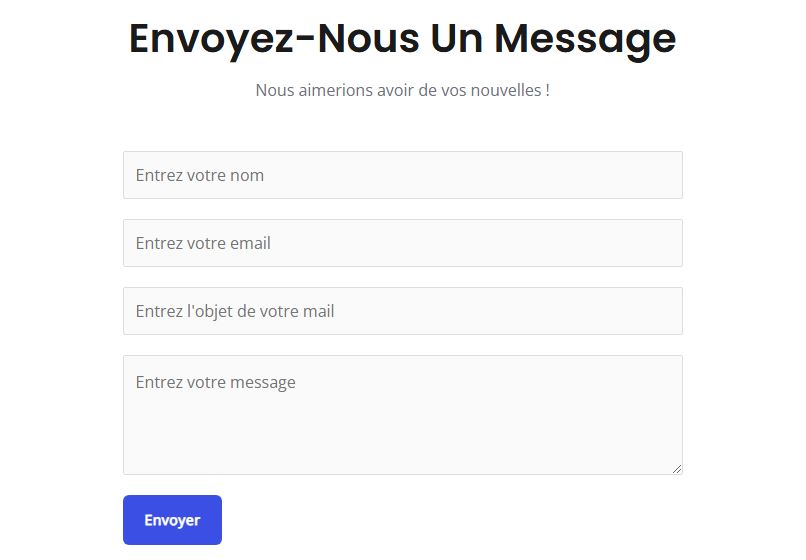 Envoyez-Nous Un Message
Nous aimerions avoir de vos nouvelles !
Entrez votre nom
Entrez votre email
Entrez l'objet de votre mail
Entrez votre message
Envoyer